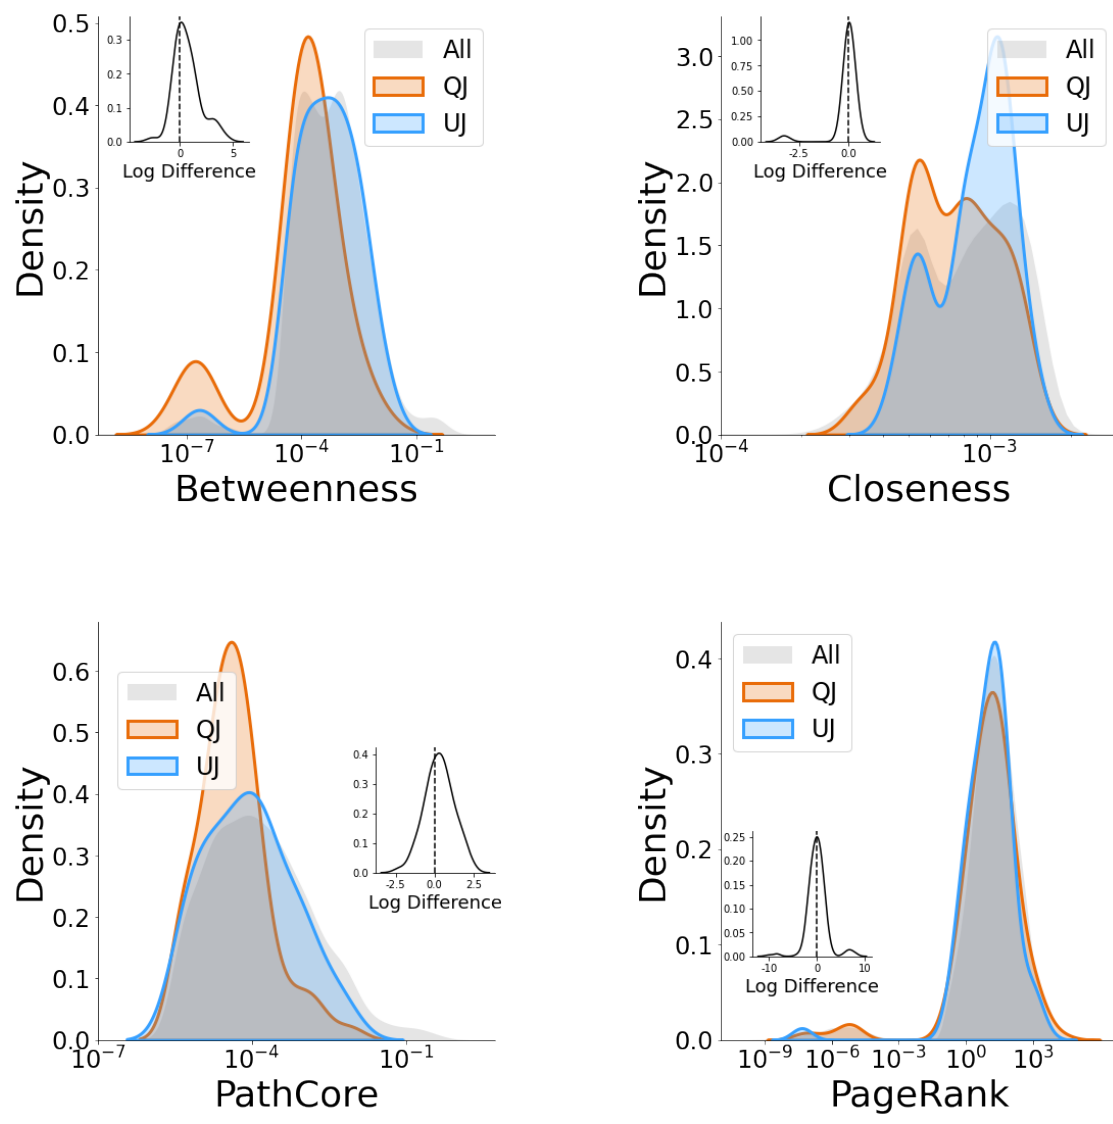 0.5
0.4
0.3
0.2
0.1
0.0
Density
10⁻⁷
10⁻⁴
10⁻¹
Betweenness
0.3
0.2
0.1
0.0
0
5
Log Difference
All
QJ
UJ
3.0
2.5
2.0
1.5
1.0
0.5
0.0
Density
10⁻⁴
10⁻³
Closeness
1.00
0.75
0.50
0.25
0.00
-2.5
0.0
Log Difference
All
QJ
UJ
0.6
0.5
0.4
0.3
0.2
0.1
0.0
Density
10⁻⁷
10⁻⁴
10⁻¹
PathCore
All
QJ
UJ
0.4
0.3
0.2
0.1
0.0
-2.5
0.0
2.5
Log Difference
0.4
0.3
0.2
0.1
0.0
Density
10⁻⁹
10⁻⁶
10⁻³
10⁰
10³
PageRank
All
QJ
UJ
0.25
0.20
0.15
0.10
0.05
0.00
-10
0
10
Log Difference